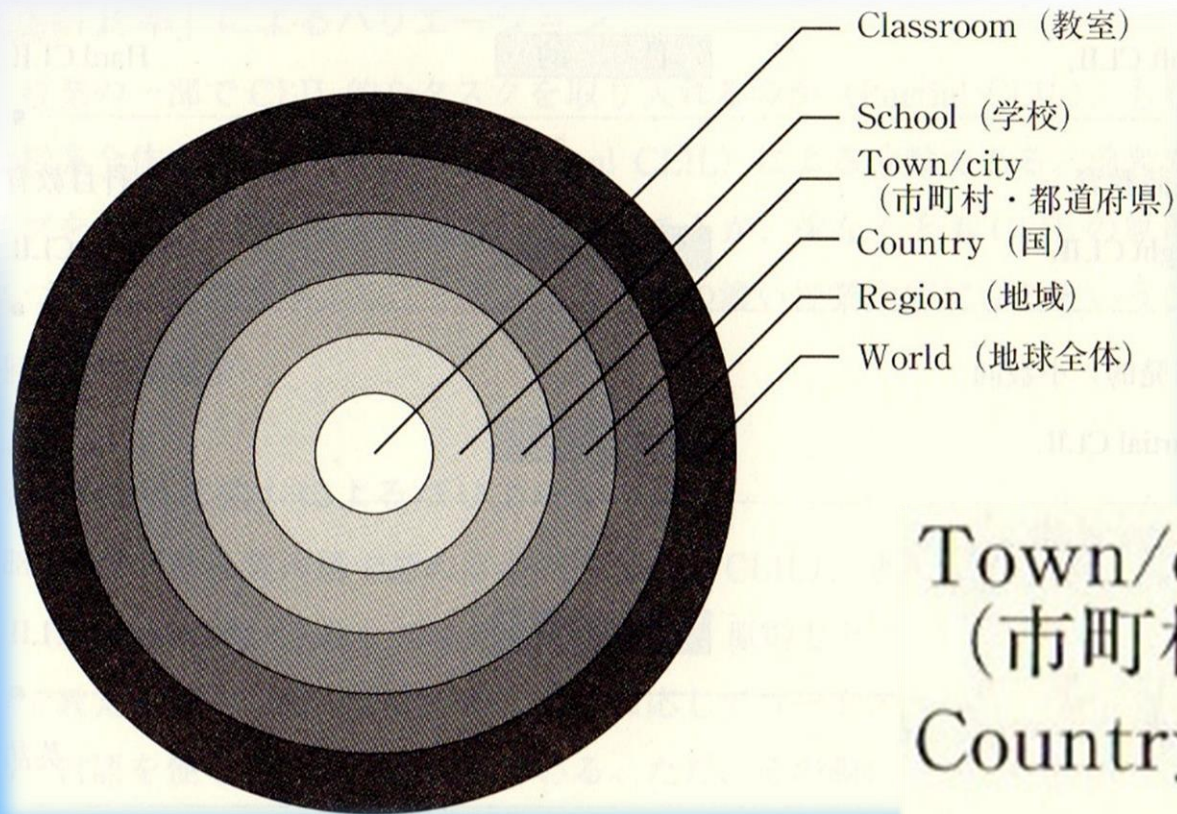 Classroom（教室）
School（学校）
Town/city
（市町村・都道府県）
Country（国）
Region（地域）
World（地球全体）
Town/
（市町
Country